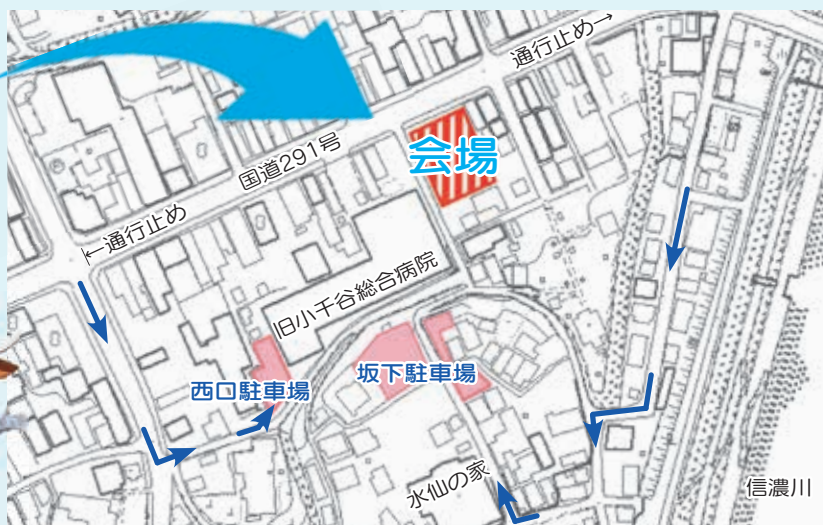 通行止め→
会場
国道291号
←通行止め
旧小千谷総合病院
坂下駐車場
西口駐車場
水仙の家
信濃川